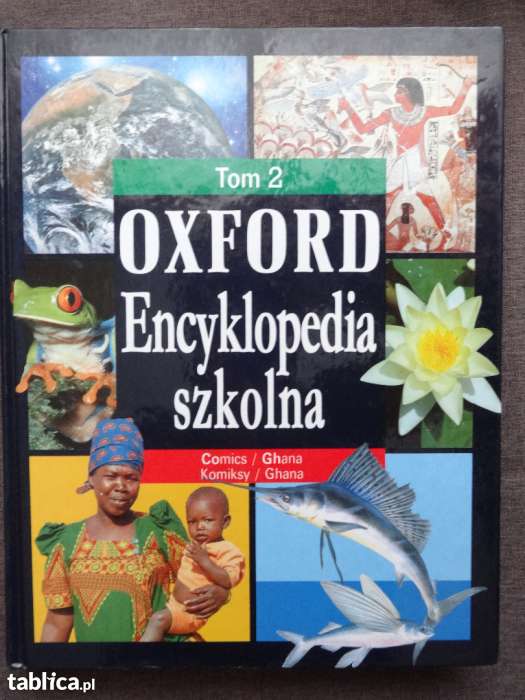 Tom 2
OXFORD
Encyklopedia
szkolna
Comics / Ghana
Komiksy / Ghana
tablica.pl